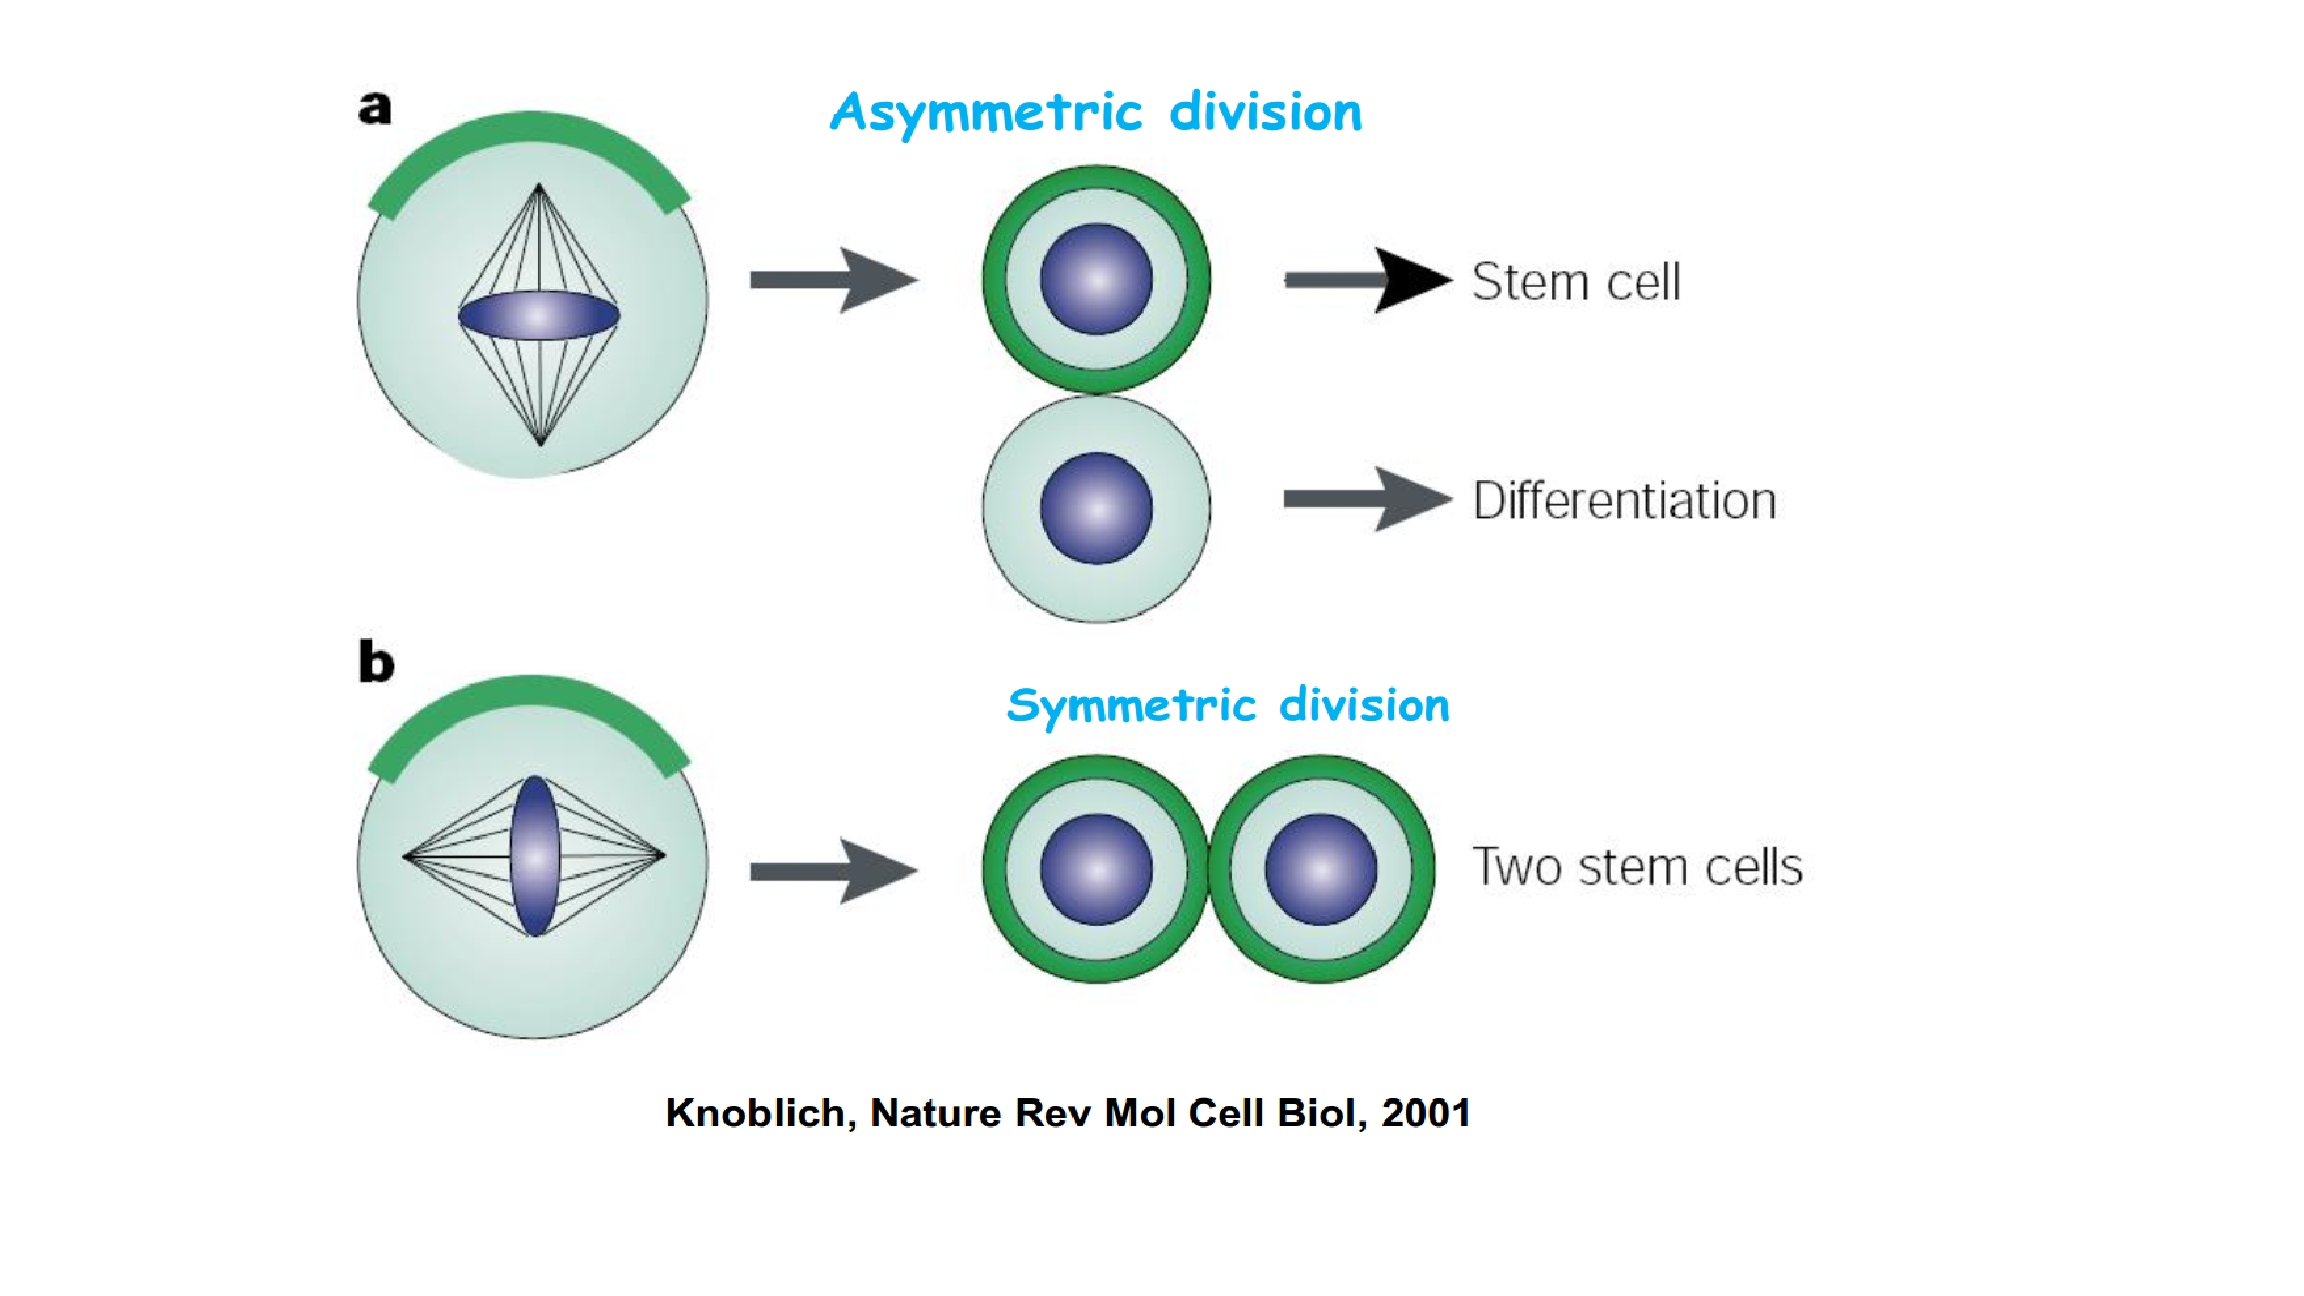 a
Asymmetric division
Stem cell
Differentiation
b
Symmetric division
Two stem cells
Knoblich, Nature Rev Mol Cell Biol, 2001